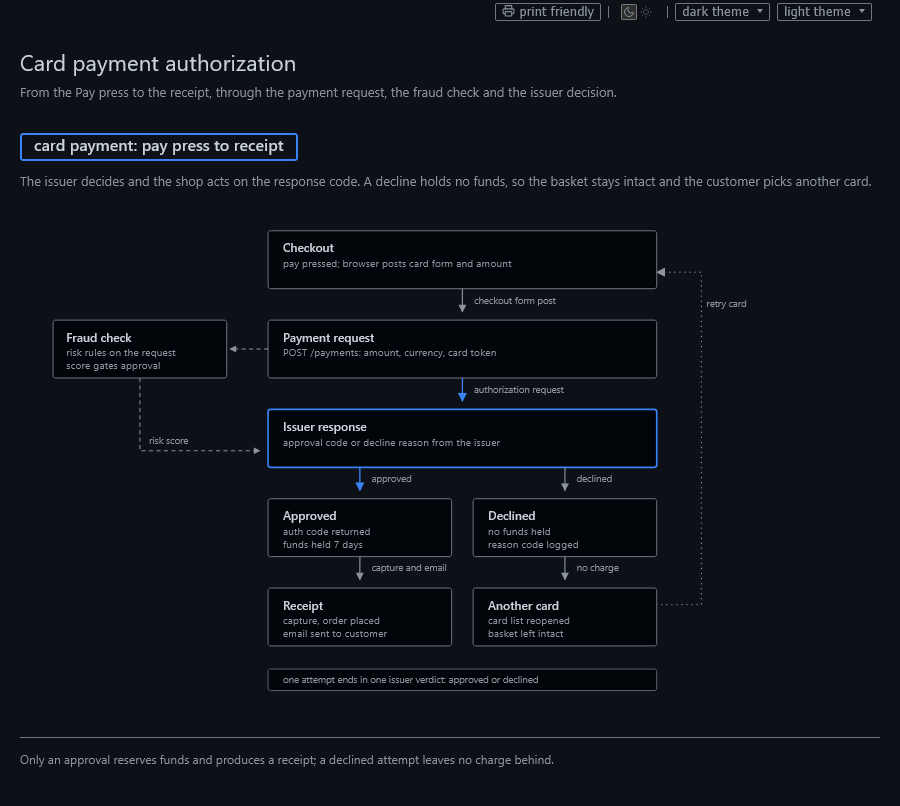 print friendly | | dark theme light theme
Card payment authorization
From the Pay press to the receipt, through the payment request, the fraud check and the issuer decision.
card payment: pay press to receipt
The issuer decides and the shop acts on the response code. A decline holds no funds, so the basket stays intact and the customer picks another card.
Checkout
pay pressed; browser posts card form and amount
retry card
checkout form post
Fraud check
risk rules on the request
score gates approval
Payment request
POST /payments: amount, currency, card token
authorization request
risk score
Issuer response
approval code or decline reason from the issuer
approved
declined
Approved
auth code returned
funds held 7 days
Declined
no funds held
reason code logged
capture and email
no charge
Receipt
capture, order placed
email sent to customer
Another card
card list reopened
basket left intact
one attempt ends in one issuer verdict: approved or declined
Only an approval reserves funds and produces a receipt; a declined attempt leaves no charge behind.